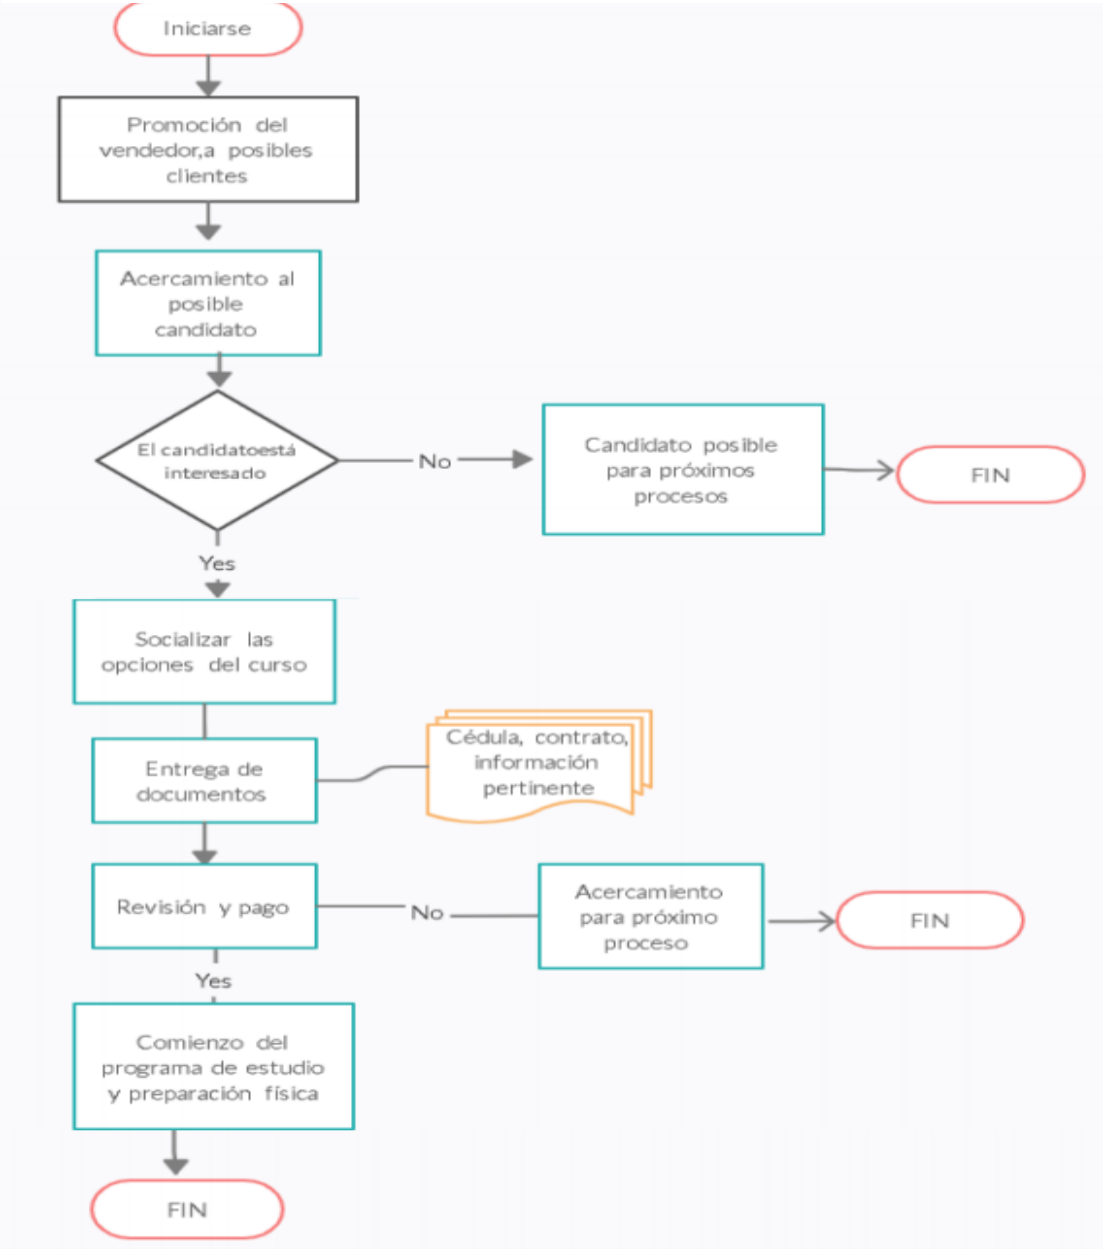 Iniciarse
Promoción del
vendedor,a posibles
clientes
Acercamiento al
posible
candidato
El candidatoestá
interesado
No
Candidato posible
para próximos
procesos
FIN
Yes
Socializar las
opciones del curso
Entrega de
documentos
Cédula, contrato,
información
pertinente
Revisión y pago
No
Acercamiento
para próximo
proceso
FIN
Yes
Comienzo del
programa de estudio
y preparación física
FIN